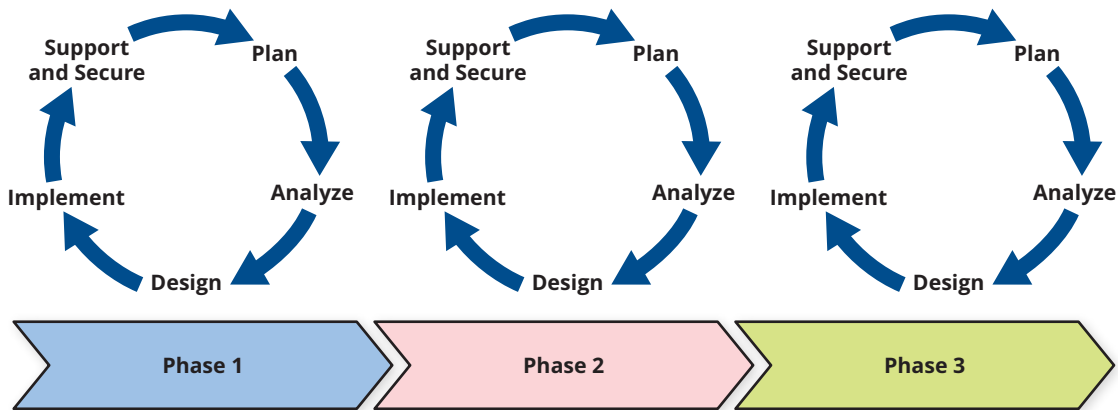 Support
and Secure
Plan
Analyze
Design
Implement
Support
and Secure
Plan
Analyze
Design
Implement
Support
and Secure
Plan
Analyze
Design
Implement
Phase 1
Phase 2
Phase 3